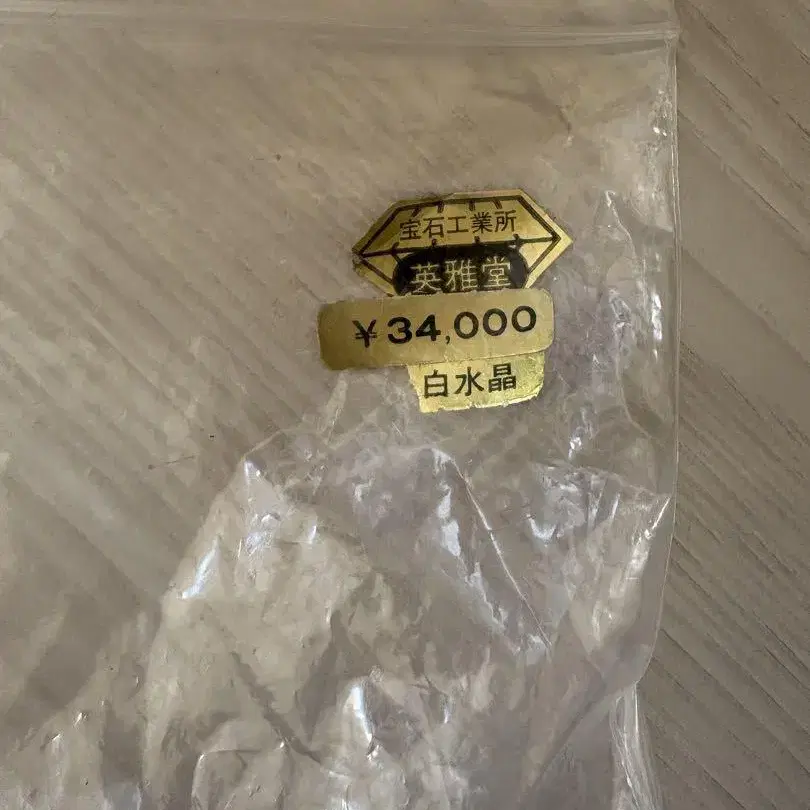 宝石工業所
英雅堂
¥34,000
白水晶